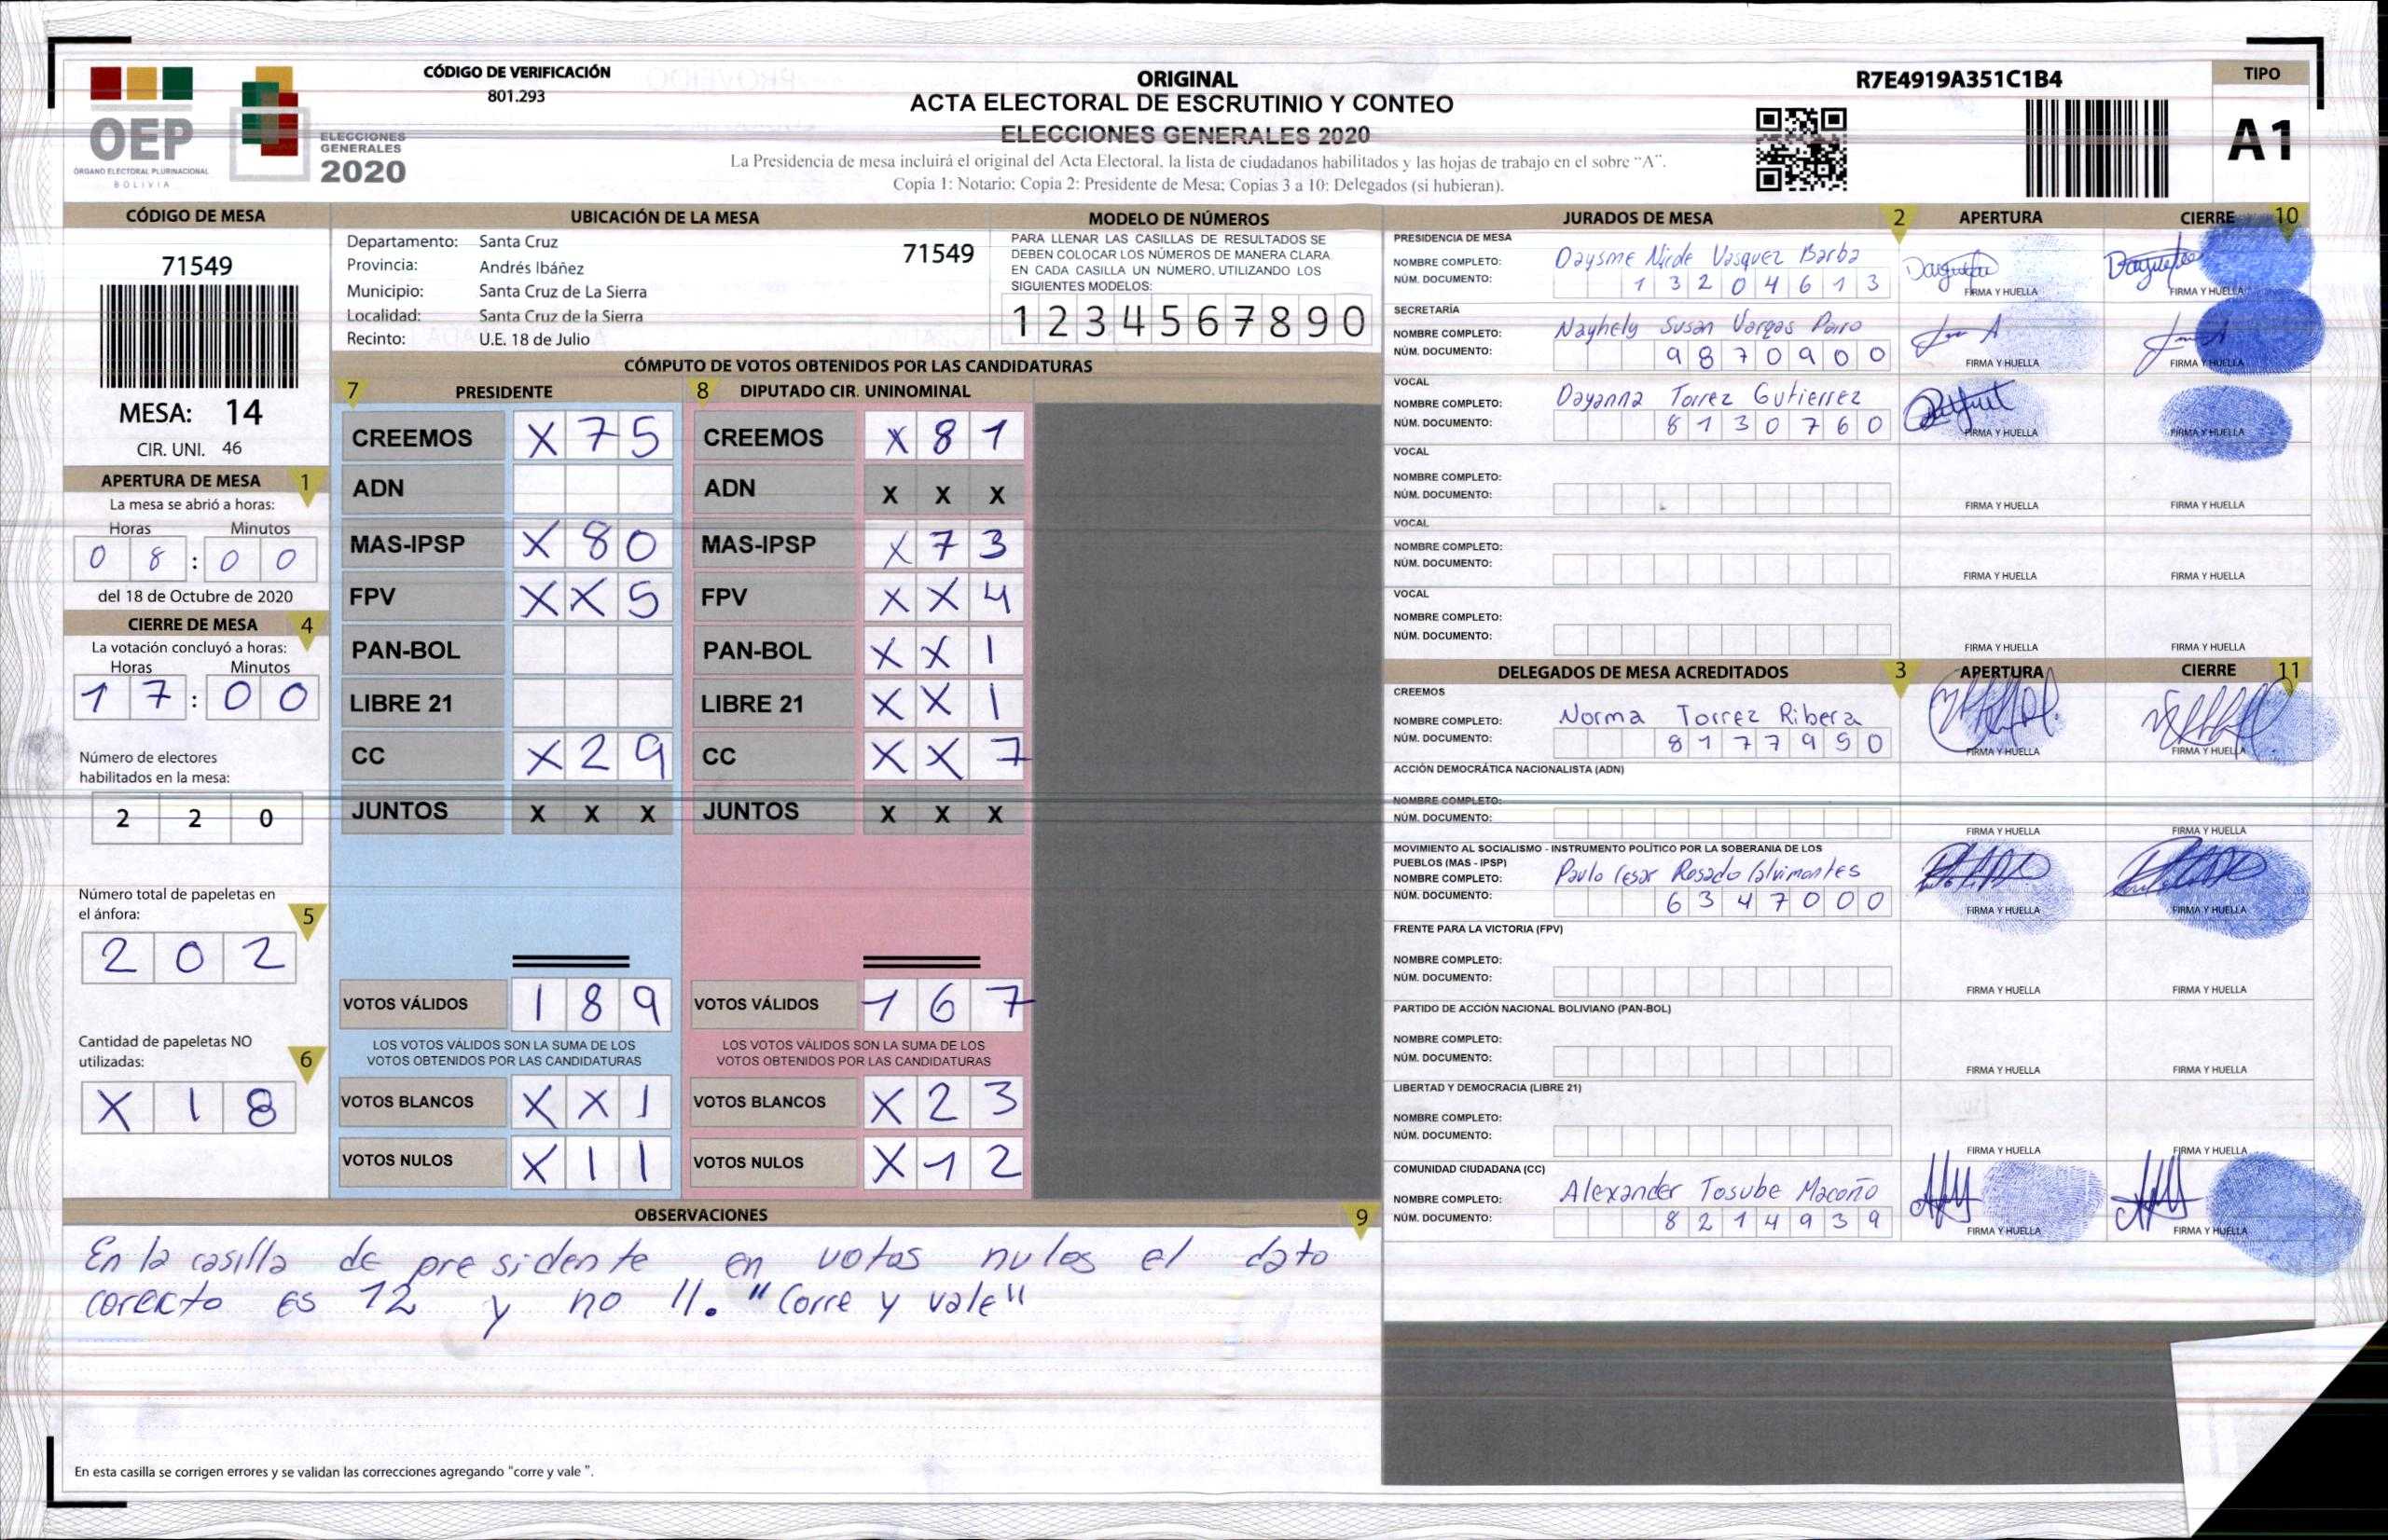 CÓDIGO DE VERIFICACIÓN
801.293
ORIGINAL
ACTA ELECTORAL DE ESCRUTINIO Y CONTEO
ELECCIONES GENERALES 2020
La Presidencia de mesa incluirá el original del Acta Electoral, la lista de ciudadanos habilitados y las hojas de trabajo en el sobre "A".
Copia 1: Notario; Copia 2: Presidente de Mesa; Copias 3 a 10: Delegados (si hubieran).
R7E4919A351C1B4
TIPO
A1
OEP
ÓRGANO ELECTORAL PLURINACIONAL
BOLIVIA
ELECCIONES
GENERALES
2020
CÓDIGO DE MESA
71549
MESA: 14
CIR. UNI. 46
APERTURA DE MESA 1
La mesa se abrió a horas:
Horas Minutos
0 8 : 0 0
del 18 de Octubre de 2020
CIERRE DE MESA 4
La votación concluyó a horas:
Horas Minutos
1 7 : 0 0
Número de electores
habilitados en la mesa:
2 2 0
Número total de papeletas en
el ánfora: 5
2 0 2
Cantidad de papeletas NO
utilizadas: 6
X 1 8
UBICACIÓN DE LA MESA
Departamento: Santa Cruz
71549
Provincia: Andrés Ibáñez
Municipio: Santa Cruz de La Sierra
Localidad: Santa Cruz de la Sierra
Recinto: U.E. 18 de Julio
MODELO DE NÚMEROS
PARA LLENAR LAS CASILLAS DE RESULTADOS SE
DEBEN COLOCAR LOS NÚMEROS DE MANERA CLARA
EN CADA CASILLA UN NÚMERO, UTILIZANDO LOS
SIGUIENTES MODELOS:
1 2 3 4 5 6 7 8 9 0
CÓMPUTO DE VOTOS OBTENIDOS POR LAS CANDIDATURAS
7 PRESIDENTE
CREEMOS X 7 5
ADN
MAS-IPSP X 8 0
FPV X X 5
PAN-BOL
LIBRE 21
CC X 2 9
JUNTOS X X X
VOTOS VÁLIDOS 1 8 9
LOS VOTOS VÁLIDOS SON LA SUMA DE LOS
VOTOS OBTENIDOS POR LAS CANDIDATURAS
VOTOS BLANCOS X X 1
VOTOS NULOS X 1 1
8 DIPUTADO CIR. UNINOMINAL
CREEMOS X 8 1
ADN X X X
MAS-IPSP X 7 3
FPV X X 4
PAN-BOL X X 1
LIBRE 21 X X 1
CC X X 7
JUNTOS X X X
VOTOS VÁLIDOS 1 6 7
LOS VOTOS VÁLIDOS SON LA SUMA DE LOS
VOTOS OBTENIDOS POR LAS CANDIDATURAS
VOTOS BLANCOS X 2 3
VOTOS NULOS X 1 2
OBSERVACIONES 9
En la casilla de presidente en votos nulos el dato
corecto es 12 y no 11. "Corre y vale"
En esta casilla se corrigen errores y se validan las correcciones agregando "corre y vale ".
JURADOS DE MESA 2 APERTURA CIERRE 10
PRESIDENCIA DE MESA
NOMBRE COMPLETO: Daysme Nirde Vasquez Barba
NÚM. DOCUMENTO: 1 3 2 0 4 6 1 3
FIRMA Y HUELLA FIRMA Y HUELLA
SECRETARÍA
NOMBRE COMPLETO: Nayhely Susan Vargas Parro
NÚM. DOCUMENTO: 9 8 7 0 9 0 0
FIRMA Y HUELLA FIRMA Y HUELLA
VOCAL
NOMBRE COMPLETO: Dayanna Torrez Gutierrez
NÚM. DOCUMENTO: 8 1 3 0 7 6 0
FIRMA Y HUELLA FIRMA Y HUELLA
VOCAL
NOMBRE COMPLETO:
NÚM. DOCUMENTO:
FIRMA Y HUELLA FIRMA Y HUELLA
VOCAL
NOMBRE COMPLETO:
NÚM. DOCUMENTO:
FIRMA Y HUELLA FIRMA Y HUELLA
VOCAL
NOMBRE COMPLETO:
NÚM. DOCUMENTO:
FIRMA Y HUELLA FIRMA Y HUELLA
DELEGADOS DE MESA ACREDITADOS 3 APERTURA CIERRE 11
CREEMOS
NOMBRE COMPLETO: Norma Torrez Ribera
NÚM. DOCUMENTO: 8 1 7 7 9 5 0
FIRMA Y HUELLA FIRMA Y HUELLA
ACCIÓN DEMOCRÁTICA NACIONALISTA (ADN)
NOMBRE COMPLETO:
NÚM. DOCUMENTO:
FIRMA Y HUELLA FIRMA Y HUELLA
MOVIMIENTO AL SOCIALISMO - INSTRUMENTO POLÍTICO POR LA SOBERANIA DE LOS
PUEBLOS (MAS - IPSP)
NOMBRE COMPLETO: Paulo Cesar Rosado Calvimontes
NÚM. DOCUMENTO: 6 3 4 7 0 0 0
FIRMA Y HUELLA FIRMA Y HUELLA
FRENTE PARA LA VICTORIA (FPV)
NOMBRE COMPLETO:
NÚM. DOCUMENTO:
FIRMA Y HUELLA FIRMA Y HUELLA
PARTIDO DE ACCIÓN NACIONAL BOLIVIANO (PAN-BOL)
NOMBRE COMPLETO:
NÚM. DOCUMENTO:
FIRMA Y HUELLA FIRMA Y HUELLA
LIBERTAD Y DEMOCRACIA (LIBRE 21)
NOMBRE COMPLETO:
NÚM. DOCUMENTO:
FIRMA Y HUELLA FIRMA Y HUELLA
COMUNIDAD CIUDADANA (CC)
NOMBRE COMPLETO: Alexander Tosube Macoño
NÚM. DOCUMENTO: 8 2 1 4 9 3 9
FIRMA Y HUELLA FIRMA Y HUELLA